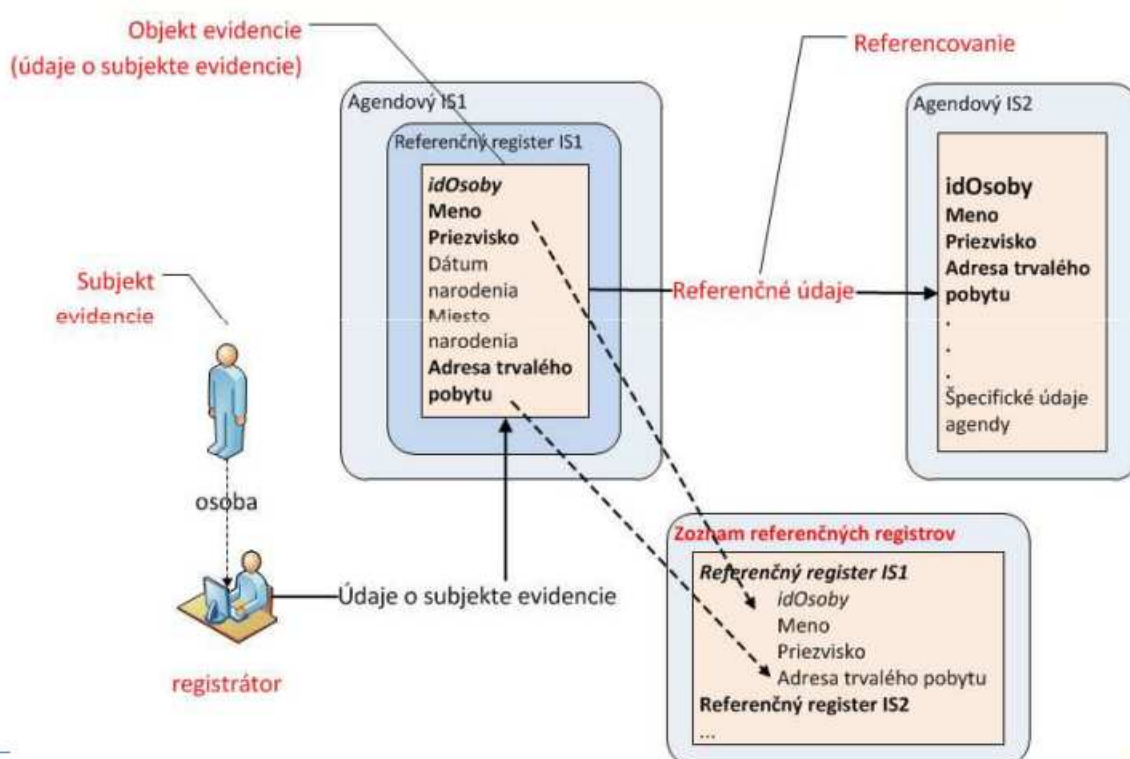 Objekt evidencie
(údaje o subjekte evidencie)
Referencovanie
Agendový IS1
Referenčný register IS1
idOsoby
Meno
Priezvisko
Dátum
narodenia
Miesto
narodenia
Adresa trvalého
pobytu
Agendový IS2
idOsoby
Meno
Priezvisko
Adresa trvalého
pobytu
.
.
.
Špecifické údaje
agendy
Referenčné údaje
Subjekt
evidencie
osoba
Údaje o subjekte evidencie
registrátor
Zoznam referenčných registrov
Referenčný register IS1
idOsoby
Meno
Priezvisko
Adresa trvalého pobytu
Referenčný register IS2
...